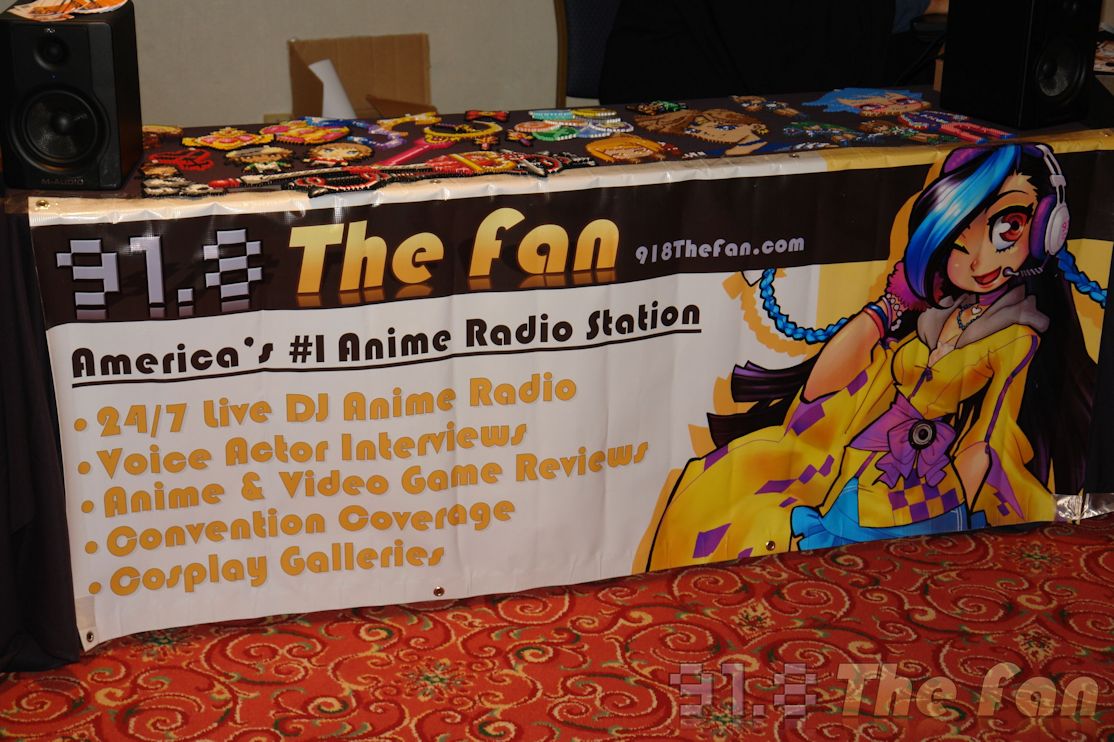 M-AUDIO
91.8 The Fan 918TheFan.com
America's #1 Anime Radio Station
• 24/7 Live DJ Anime Radio
• Voice Actor Interviews
• Anime & Video Game Reviews
• Convention Coverage
• Cosplay Galleries
91.8 The Fan